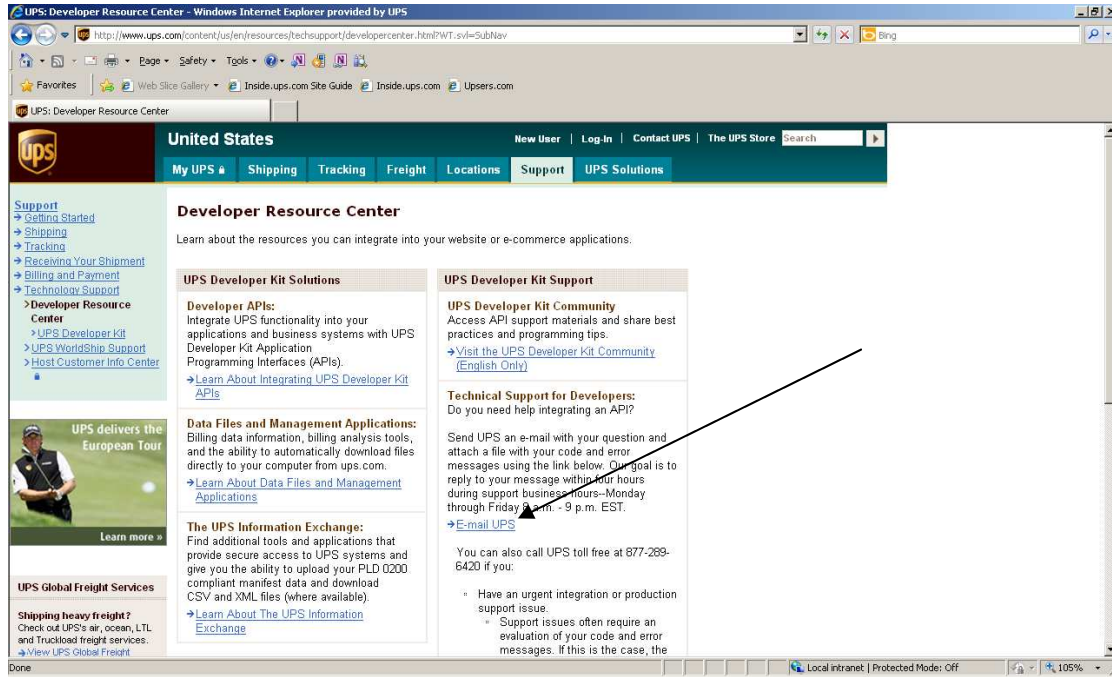 UPS: Developer Resource Center - Windows Internet Explorer provided by UPS
http://www.ups.com/content/us/en/resources/techsupport/developercenter.html?WT.svl=SubNav
Bing
Page Safety Tools
Favorites Web Slice Gallery Inside.ups.com Site Guide Inside.ups.com Upsers.com
UPS: Developer Resource Center
ups
United States
New User | Log-In | Contact UPS | The UPS Store Search
My UPS Shipping Tracking Freight Locations Support UPS Solutions
Support
Getting Started
Shipping
Tracking
Receiving Your Shipment
Billing and Payment
Technology Support
Developer Resource
Center
UPS Developer Kit
UPS WorldShip Support
Host Customer Info Center
UPS delivers the
European Tour
Learn more »
UPS Global Freight Services
Shipping heavy freight?
Check out UPS's air, ocean, LTL
and Truckload freight services.
View UPS Global Freight
Developer Resource Center
Learn about the resources you can integrate into your website or e-commerce applications.
UPS Developer Kit Solutions
Developer APIs:
Integrate UPS functionality into your
applications and business systems with UPS
Developer Kit Application
Programming Interfaces (APIs).
Learn About Integrating UPS Developer Kit
APIs
Data Files and Management Applications:
Billing data information, billing analysis tools,
and the ability to automatically download files
directly to your computer from ups.com.
Learn About Data Files and Management
Applications
The UPS Information Exchange:
Find additional tools and applications that
provide secure access to UPS systems and
give you the ability to upload your PLD 0200
compliant manifest data and download
CSV and XML files (where available).
Learn About The UPS Information
Exchange
UPS Developer Kit Support
UPS Developer Kit Community
Access API support materials and share best
practices and programming tips.
Visit the UPS Developer Kit Community
(English Only)
Technical Support for Developers:
Do you need help integrating an API?
Send UPS an e-mail with your question and
attach a file with your code and error
messages using the link below. Our goal is to
reply to your message within four hours
during support business hours--Monday
through Friday 8 a.m. - 9 p.m. EST.
E-mail UPS
You can also call UPS toll free at 877-289-
6420 if you:
Have an urgent integration or production
support issue.
Support issues often require an
evaluation of your code and error
messages. If this is the case, the
Done
Local intranet | Protected Mode: Off
105%